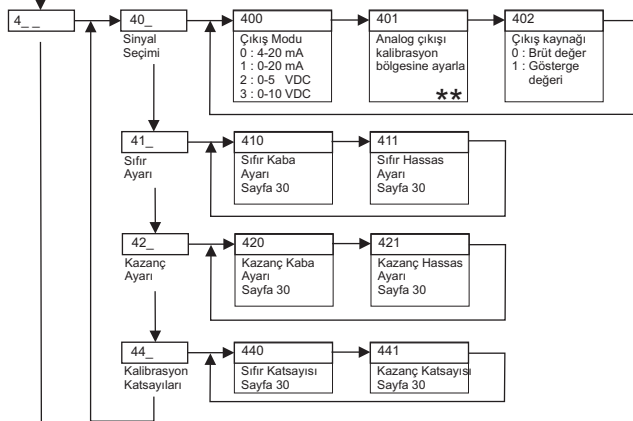 4_ _
40_
Sinyal
Seçimi
400
Çıkış Modu
0 : 4-20 mA
1 : 0-20 mA
2 : 0-5 VDC
3 : 0-10 VDC
401
Analog çıkışı
kalibrasyon
bölgesine ayarla
**
402
Çıkış kaynağı
0 : Brüt değer
1 : Gösterge
değeri
41_
Sıfır
Ayarı
410
Sıfır Kaba
Ayarı
Sayfa 30
411
Sıfır Hassas
Ayarı
Sayfa 30
42_
Kazanç
Ayarı
420
Kazanç Kaba
Ayarı
Sayfa 30
421
Kazanç Hassas
Ayarı
Sayfa 30
44_
Kalibrasyon
Katsayıları
440
Sıfır Katsayısı
Sayfa 30
441
Kazanç Katsayısı
Sayfa 30